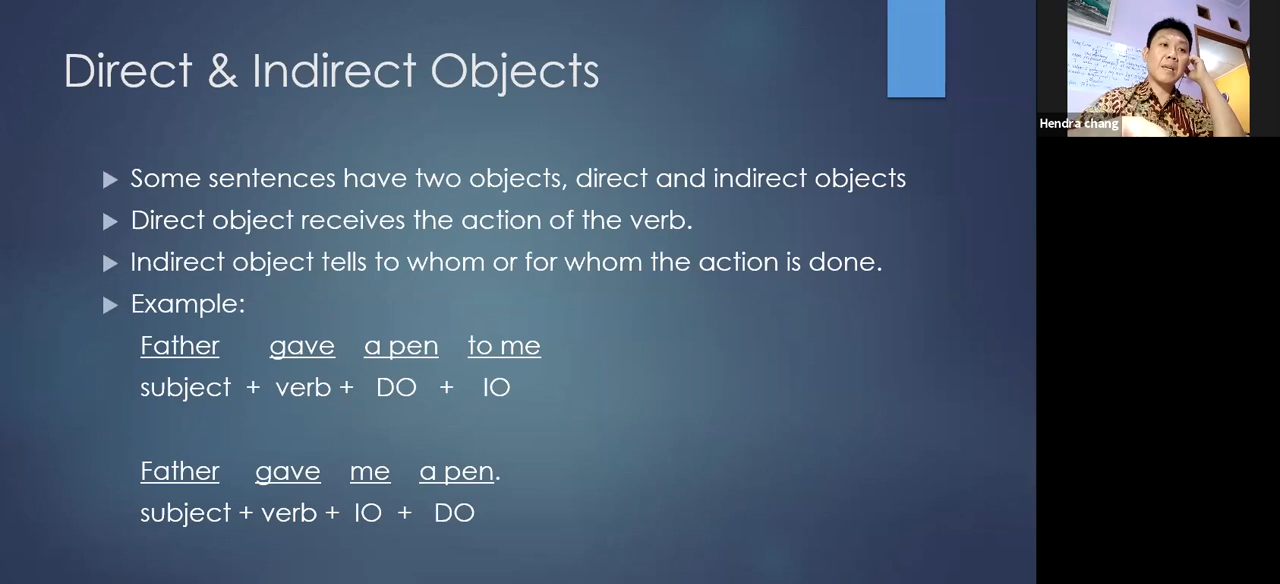 Direct & Indirect Objects
Some sentences have two objects, direct and indirect objects
Direct object receives the action of the verb.
Indirect object tells to whom or for whom the action is done.
Example:
Father gave a pen to me
subject + verb + DO + IO
Father gave me a pen.
subject + verb + IO + DO
Hendra chang